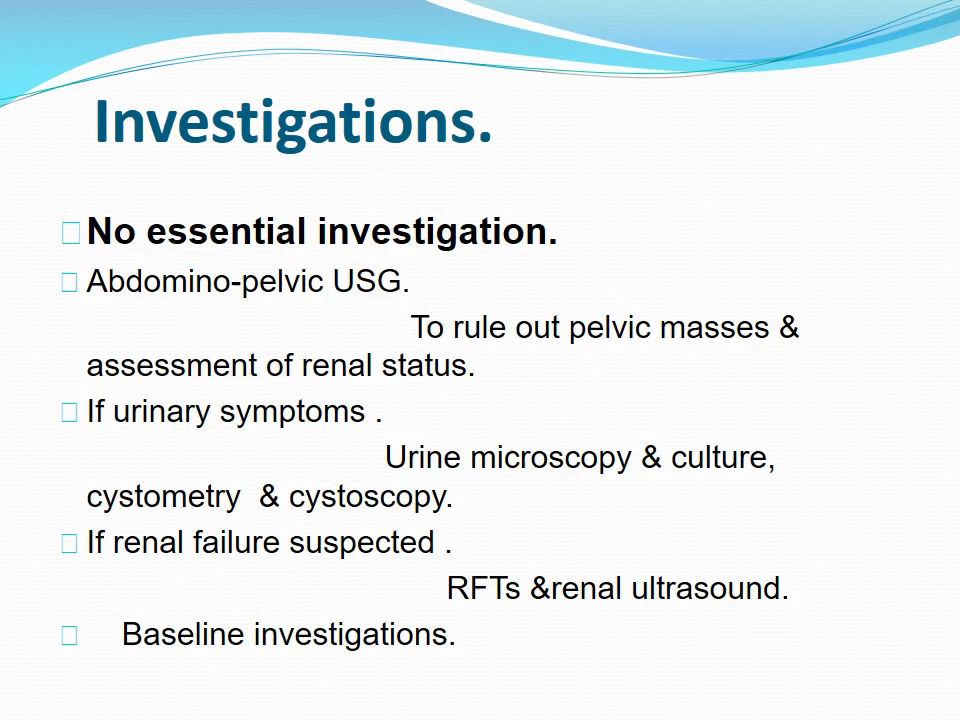 Investigations.
No essential investigation.
Abdomino-pelvic USG.
To rule out pelvic masses &
assessment of renal status.
If urinary symptoms .
Urine microscopy & culture,
cystometry  & cystoscopy.
If renal failure suspected .
RFTs &renal ultrasound.
Baseline investigations.